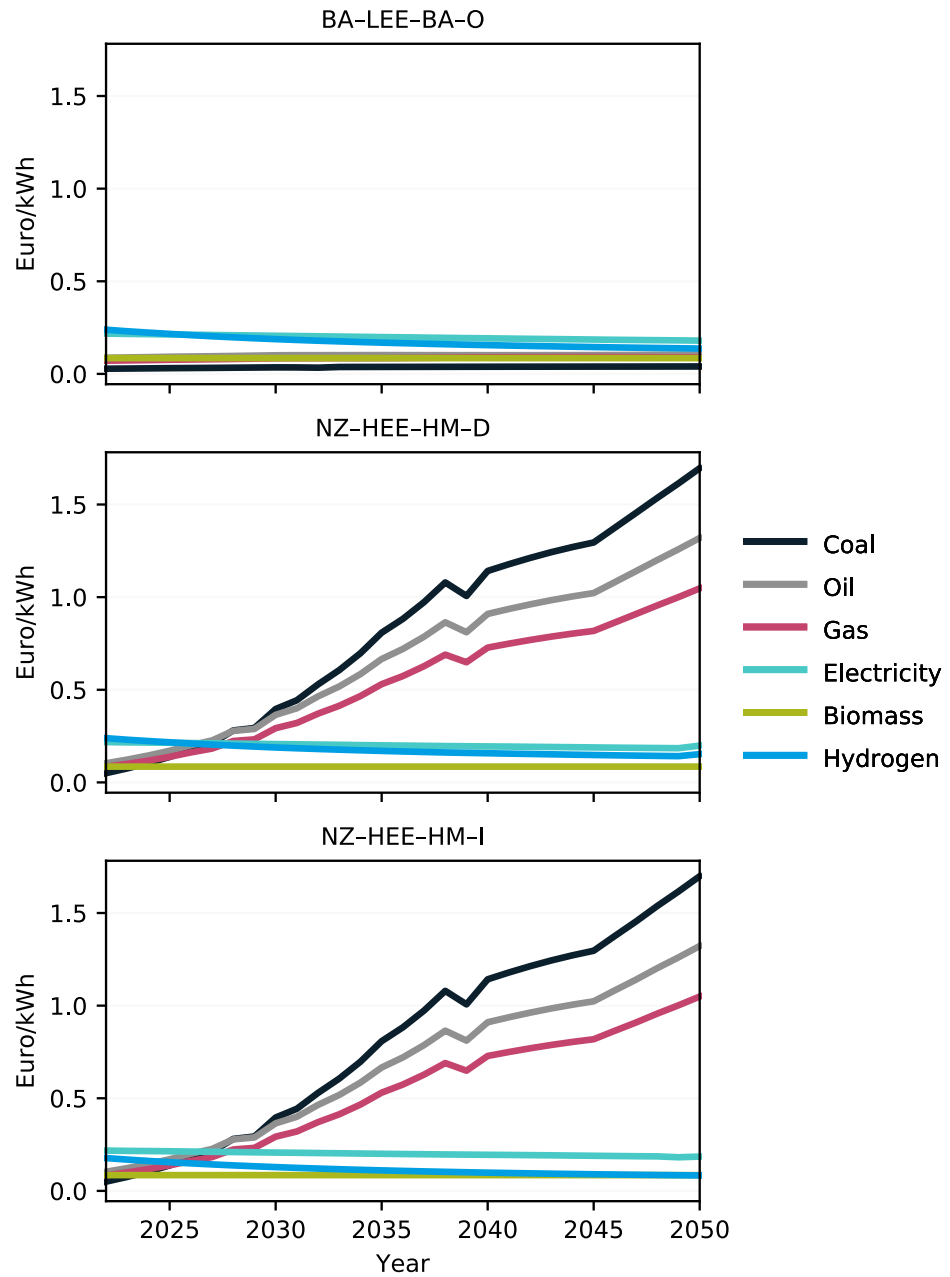 BA–LEE–BA–O
1.5
1.0
0.5
0.0
Euro/kWh
NZ–HEE–HM–D
1.5
1.0
0.5
0.0
Euro/kWh
Coal
Oil
Gas
Electricity
Biomass
Hydrogen
NZ–HEE–HM–I
1.5
1.0
0.5
0.0
Euro/kWh
2025 2030 2035 2040 2045 2050
Year